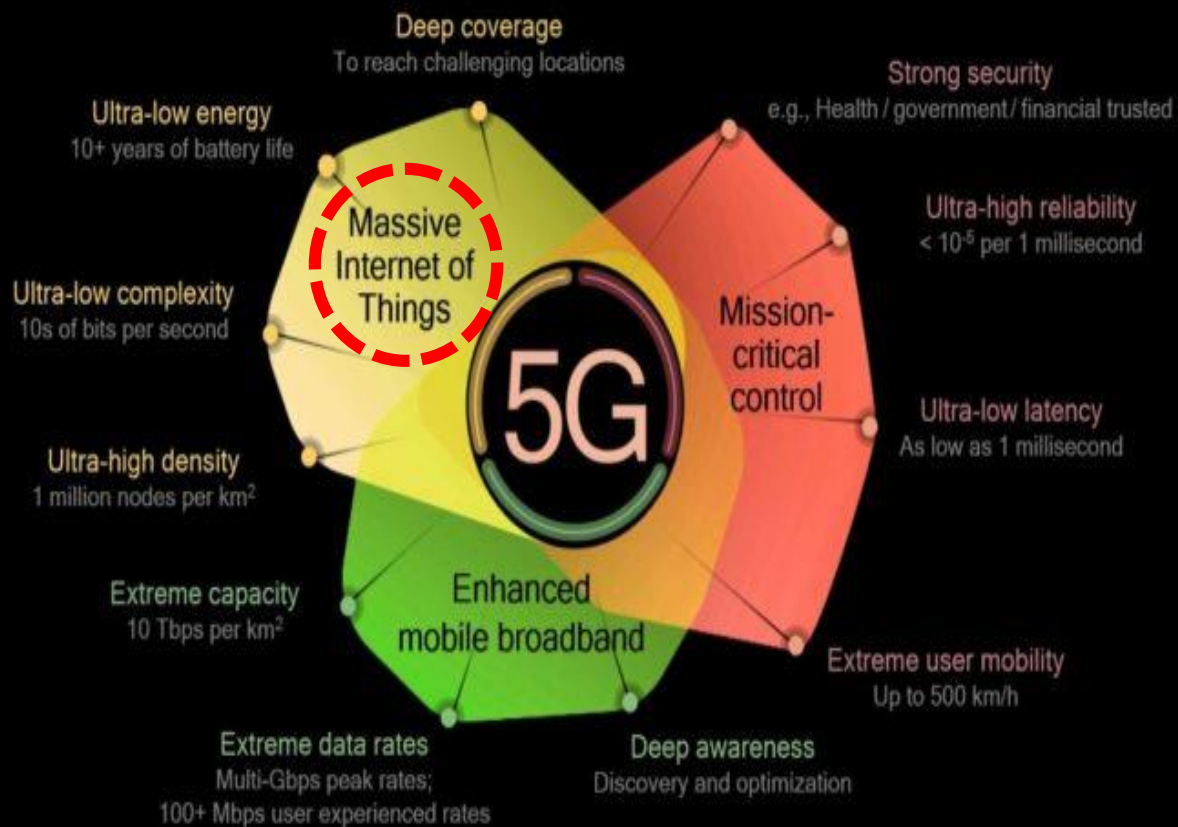 Deep coverage
To reach challenging locations
Strong security
e.g., Health / government / financial trusted
Ultra-low energy
10+ years of battery life
Massive
Internet of
Things
Ultra-high reliability
< 10⁻⁵ per 1 millisecond
Ultra-low complexity
10s of bits per second
Mission-
critical
control
5G
Ultra-low latency
As low as 1 millisecond
Ultra-high density
1 million nodes per km²
Extreme capacity
10 Tbps per km²
Enhanced
mobile broadband
Extreme user mobility
Up to 500 km/h
Extreme data rates
Multi-Gbps peak rates;
100+ Mbps user experienced rates
Deep awareness
Discovery and optimization